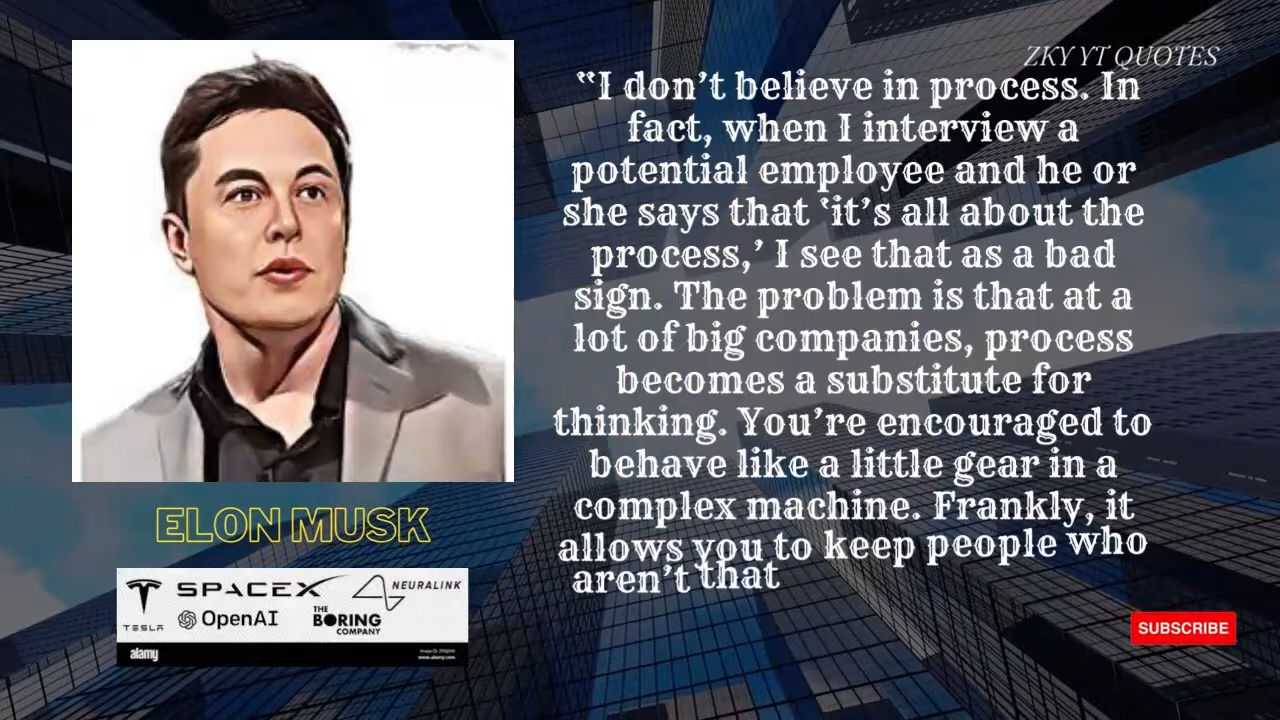 ZKY YT QUOTES
“I don’t believe in process. In
fact, when I interview a
potential employee and he or
she says that ‘it’s all about the
process,’ I see that as a bad
sign. The problem is that at a
lot of big companies, process
becomes a substitute for
thinking. You’re encouraged to
behave like a little gear in a
complex machine. Frankly, it
allows you to keep people who
aren’t that
ELON MUSK
TESLA
SPACEX
NEURALINK
OpenAI
THE
BORING
COMPANY
alamy
www.alamy.com
SUBSCRIBE